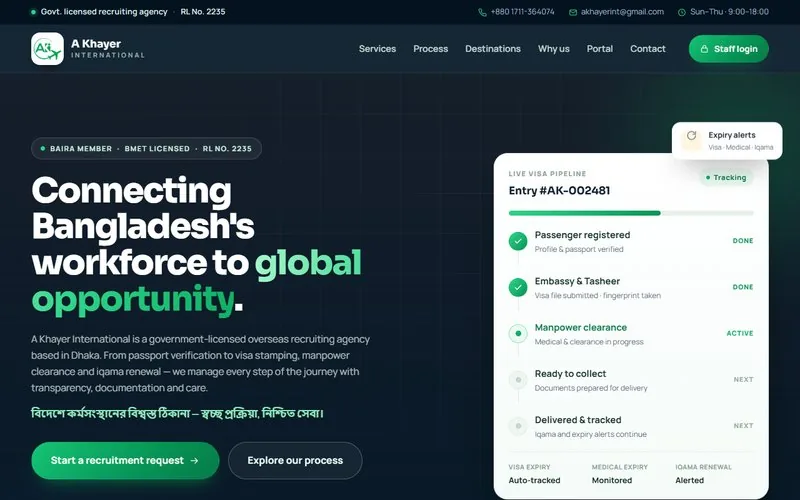 Govt. licensed recruiting agency · RL No. 2235
+880 1711-364074
akhayerint@gmail.com
Sun–Thu · 9:00–18:00
AK
A Khayer
INTERNATIONAL
Services
Process
Destinations
Why us
Portal
Contact
Staff login
BAIRA MEMBER · BMET LICENSED · RL NO. 2235
Connecting
Bangladesh's
workforce to global
opportunity.
A Khayer International is a government-licensed overseas recruiting agency
based in Dhaka. From passport verification to visa stamping, manpower
clearance and iqama renewal — we manage every step of the journey with
transparency, documentation and care.
বিদেশে কর্মসংস্থানের বিশ্বস্ত ঠিকানা — স্বচ্ছ প্রক্রিয়া, নিশ্চিত সেবা।
Start a recruitment request →
Explore our process
Expiry alerts
Visa · Medical · Iqama
LIVE VISA PIPELINE
Entry #AK-002481
Tracking
Passenger registered
Profile & passport verified
DONE
Embassy & Tasheer
Visa file submitted · fingerprint taken
DONE
Manpower clearance
Medical & clearance in progress
ACTIVE
Ready to collect
Documents prepared for delivery
NEXT
Delivered & tracked
Iqama and expiry alerts continue
NEXT
VISA EXPIRY
Auto-tracked
MEDICAL EXPIRY
Monitored
IQAMA RENEWAL
Alerted